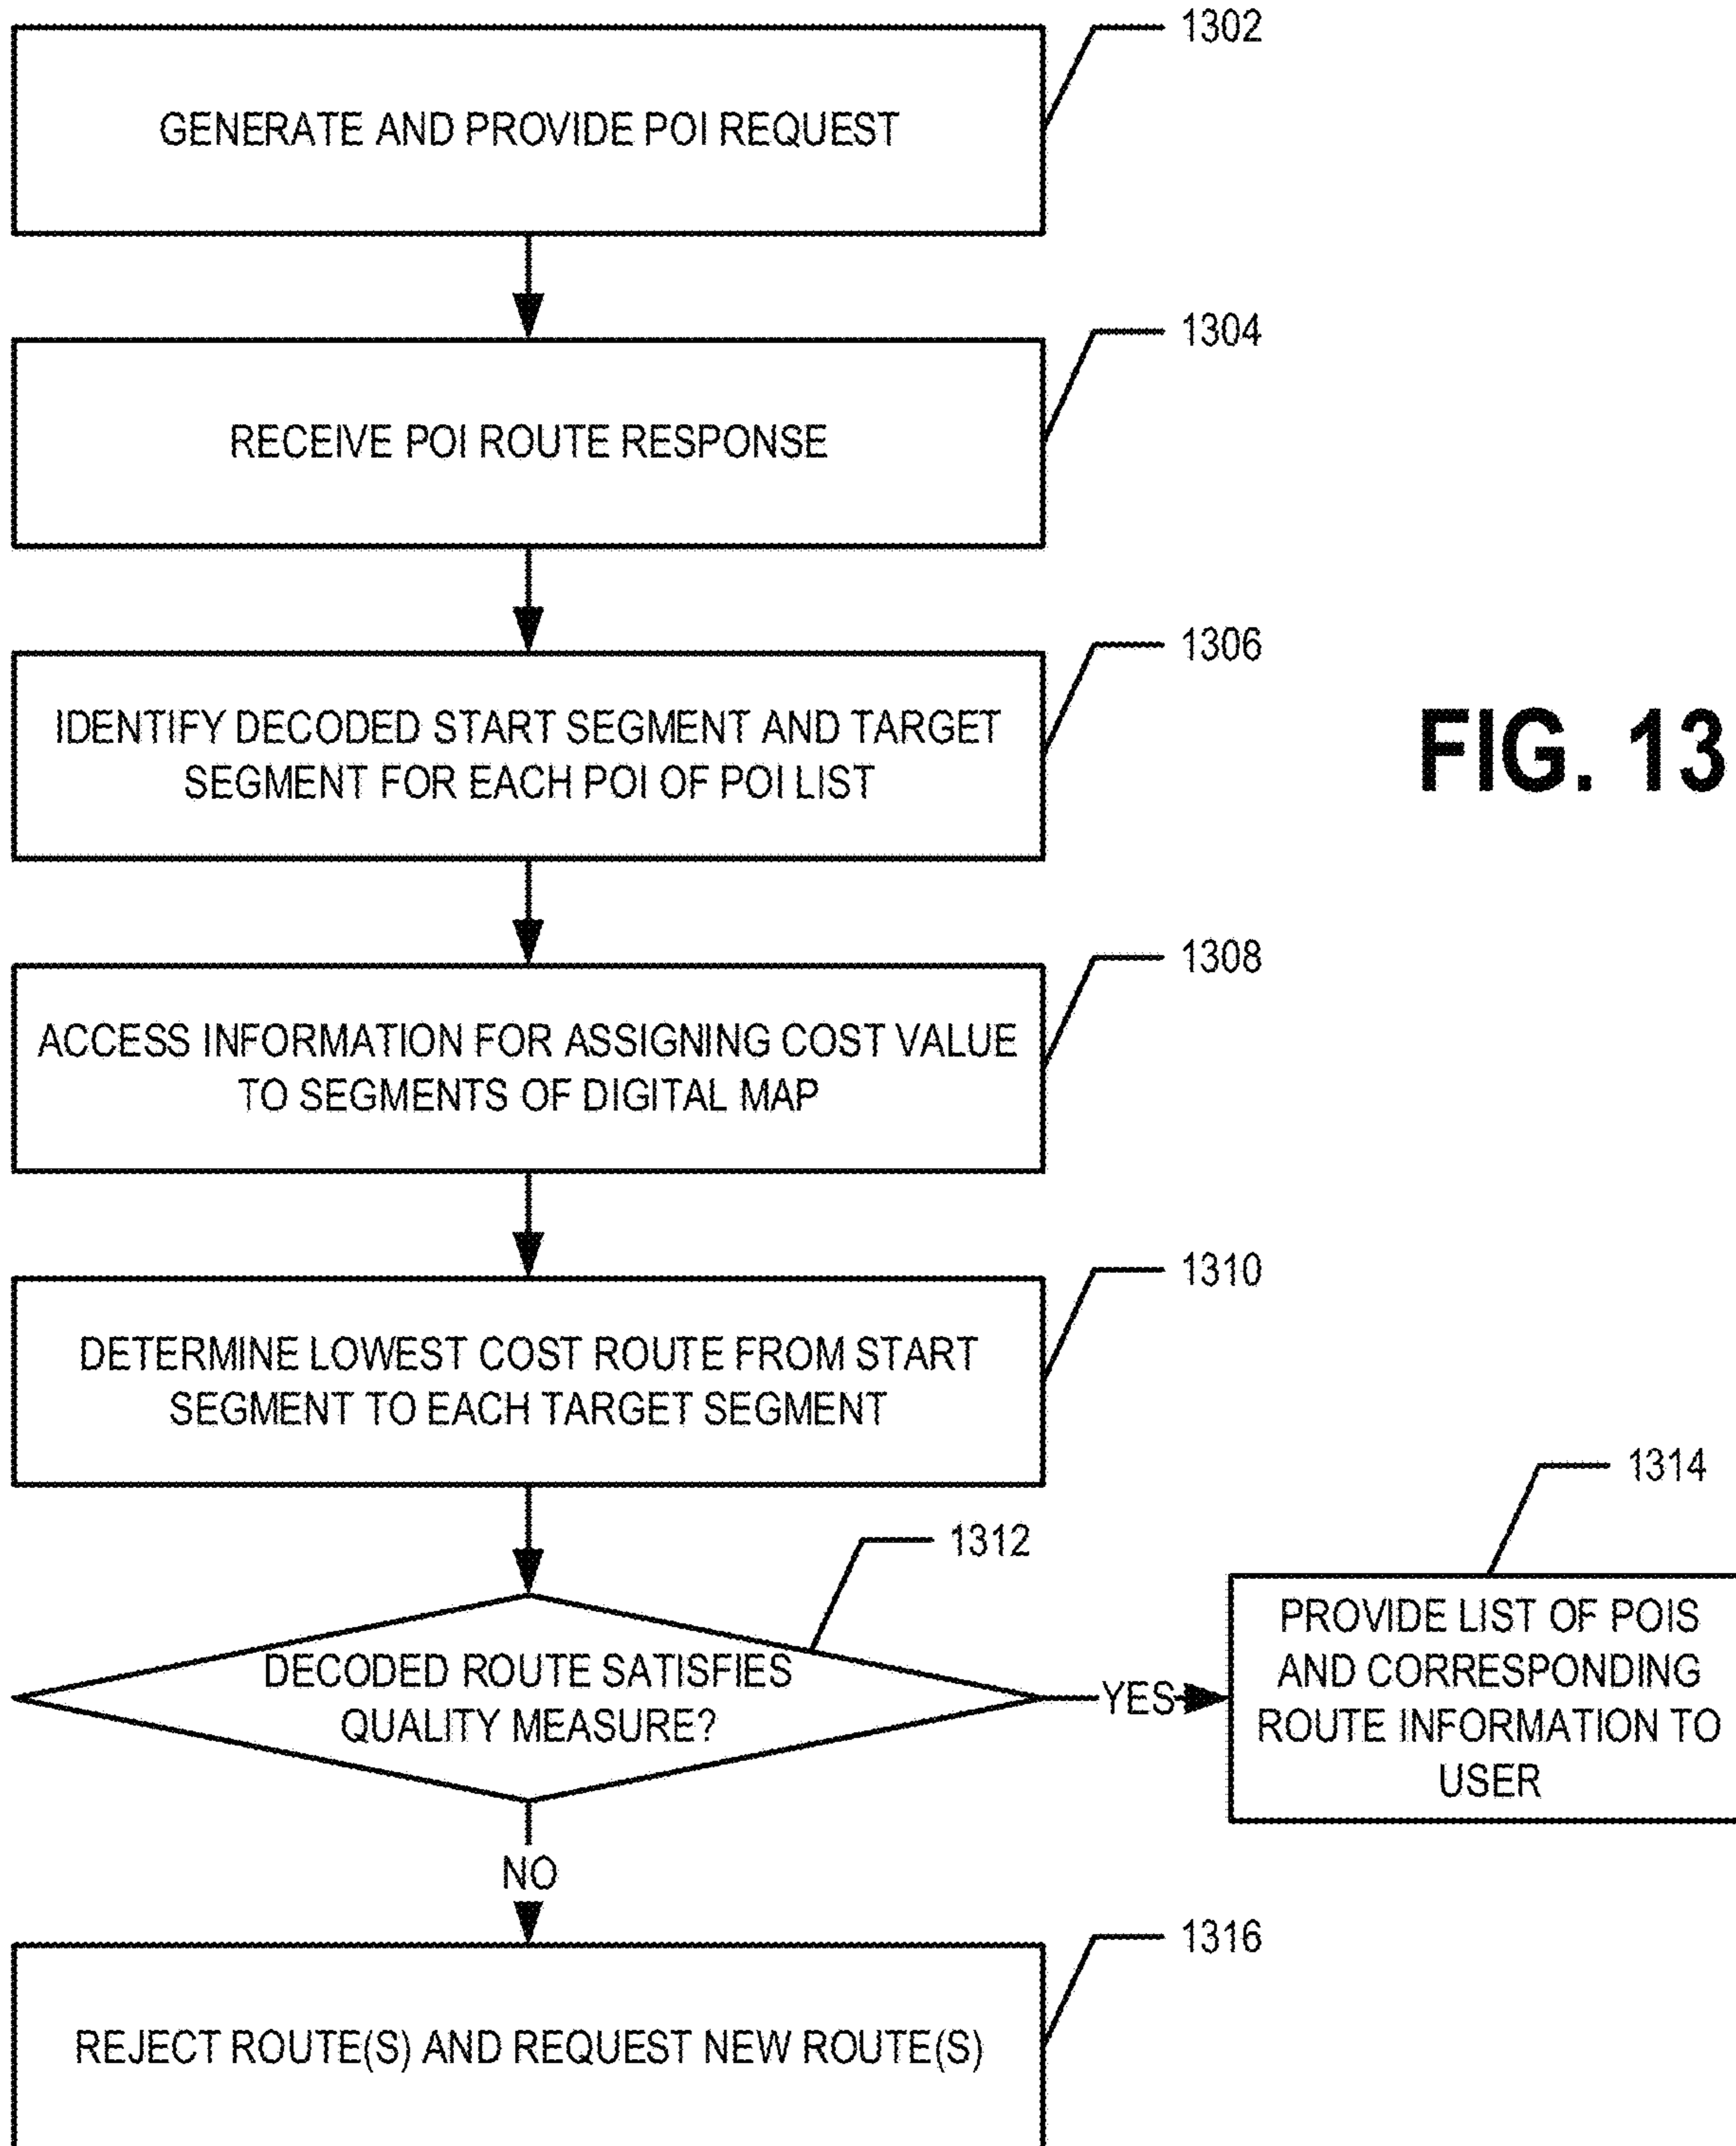 1302
GENERATE AND PROVIDE POI REQUEST
1304
RECEIVE POI ROUTE RESPONSE
1306
IDENTIFY DECODED START SEGMENT AND TARGET
SEGMENT FOR EACH POI OF POI LIST
FIG. 13
1308
ACCESS INFORMATION FOR ASSIGNING COST VALUE
TO SEGMENTS OF DIGITAL MAP
1310
DETERMINE LOWEST COST ROUTE FROM START
SEGMENT TO EACH TARGET SEGMENT
1312
DECODED ROUTE SATISFIES
QUALITY MEASURE?
YES
1314
PROVIDE LIST OF POIS
AND CORRESPONDING
ROUTE INFORMATION TO
USER
NO
1316
REJECT ROUTE(S) AND REQUEST NEW ROUTE(S)